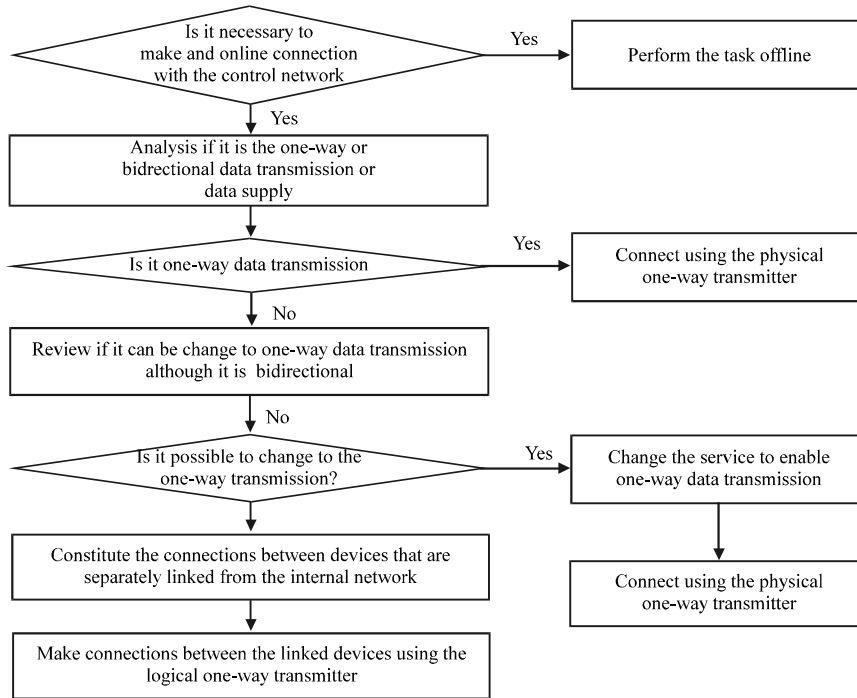 Is it necessary to
make and online connection
with the control network
Yes
Perform the task offline
Yes
Analysis if it is the one-way or
bidrectional data transmission or
data supply
Is it one-way data transmission
Yes
Connect using the physical
one-way transmitter
No
Review if it can be change to one-way data transmission
although it is bidirectional
No
Is it possible to change to the
one-way transmission?
Yes
Change the service to enable
one-way data transmission
Constitute the connections between devices that are
separately linked from the internal network
Connect using the physical
one-way transmitter
Make connections between the linked devices using the
logical one-way transmitter